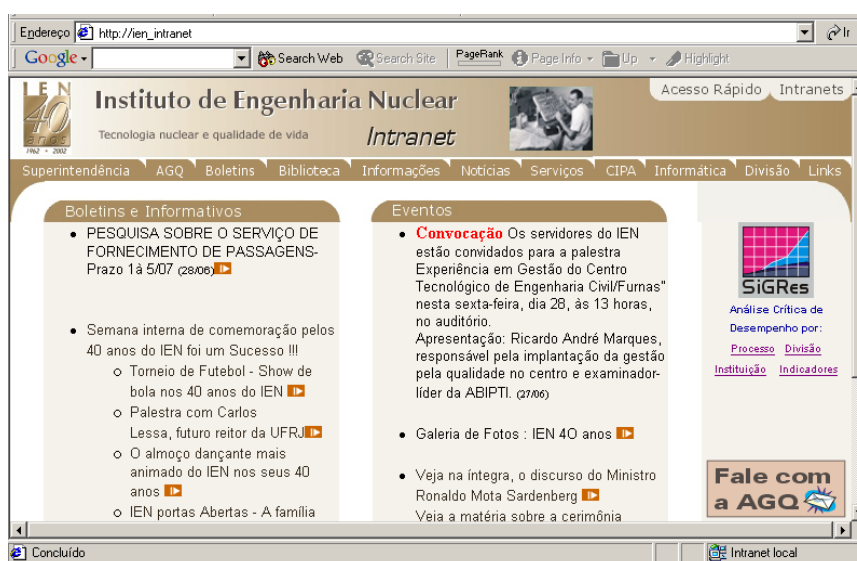 Endereço http://ien_intranet Ir
Google Search Web Search Site PageRank Page Info Up Highlight
IEN 40 anos 1962 - 2002
Instituto de Engenharia Nuclear
Tecnologia nuclear e qualidade de vida
Intranet
Acesso Rápido Intranets
Superintendência AGQ Boletins Biblioteca Informações Notícias Serviços CIPA Informática Divisão Links
Boletins e Informativos
• PESQUISA SOBRE O SERVIÇO DE
FORNECIMENTO DE PASSAGENS-
Prazo 1à 5/07 (28/06)
• Semana interna de comemoração pelos
40 anos do IEN foi um Sucesso !!!
o Torneio de Futebol - Show de
bola nos 40 anos do IEN
o Palestra com Carlos
Lessa, futuro reitor da UFRJ
o O almoço dançante mais
animado do IEN nos seus 40
anos
o IEN portas Abertas - A família
Eventos
• Convocação Os servidores do IEN
estão convidados para a palestra
Experiência em Gestão do Centro
Tecnológico de Engenharia Civil/Furnas"
nesta sexta-feira, dia 28, às 13 horas,
no auditório.
Apresentação: Ricardo André Marques,
responsável pela implantação da gestão
pela qualidade no centro e examinador-
líder da ABIPTI. (27/06)
• Galeria de Fotos : IEN 4O anos
• Veja na íntegra, o discurso do Ministro
Ronaldo Mota Sardenberg
Veja a matéria sobre a cerimônia
SiGRes
Análise Crítica de
Desempenho por:
Processo Divisão
Instituição Indicadores
Fale com
a AGQ
Concluído Intranet local